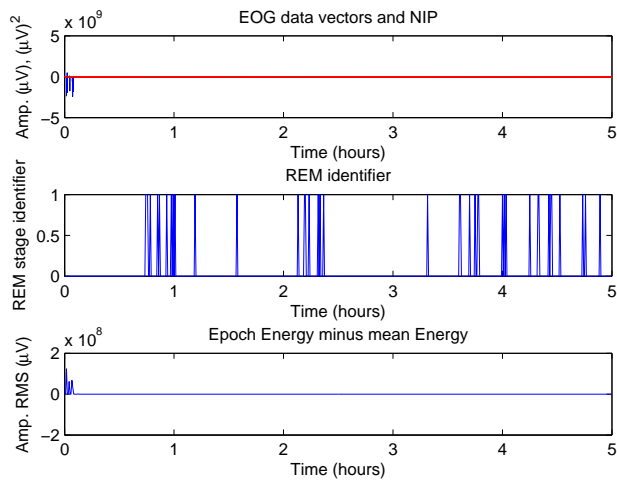 EOG data vectors and NIP
x 10^9
Amp. (μV), (μV)^2
5
0
−5
0 1 2 3 4 5
Time (hours)
REM identifier
REM stage identifier
1
0.5
0
0 1 2 3 4 5
Time (hours)
Epoch Energy minus mean Energy
x 10^8
Amp. RMS (μV)
2
0
−2
0 1 2 3 4 5
Time (hours)